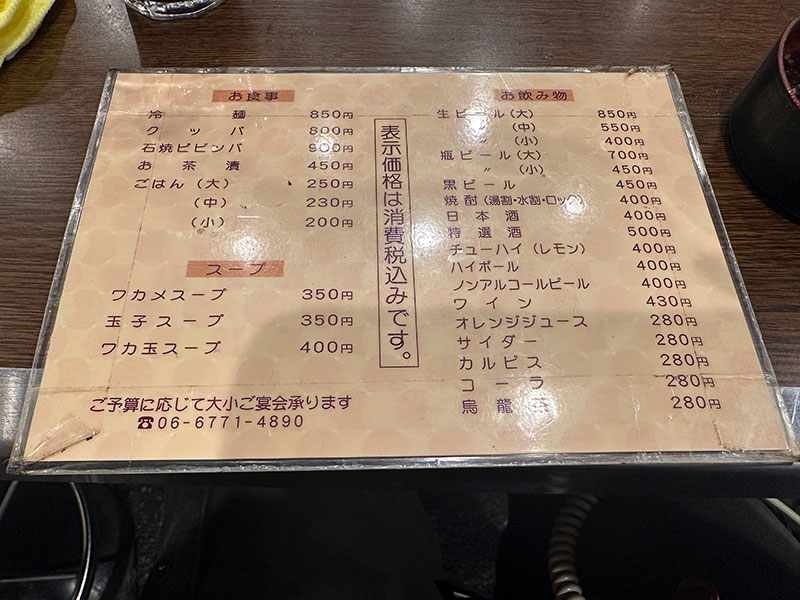 お食事
冷麺 850円
クッパ 800円
石焼ビビンバ 900円
お茶漬 450円
ごはん(大) 250円
(中) 230円
(小) 200円
スープ
ワカメスープ 350円
玉子スープ 350円
ワカ玉スープ 400円
ご予算に応じて大小ご宴会承ります
☎06-6771-4890
表示価格は消費税込みです。
お飲み物
生ビール(大) 850円
〃 (中) 550円
〃 (小) 400円
瓶ビール(大) 700円
〃 (小) 450円
黒ビール 450円
焼酎(湯割・水割・ロック) 400円
日本酒 400円
特選酒 500円
チューハイ(レモン) 400円
ハイボール 400円
ノンアルコールビール 400円
ワイン 430円
オレンジジュース 280円
サイダー 280円
カルピス 280円
コーラ 280円
烏龍茶 280円